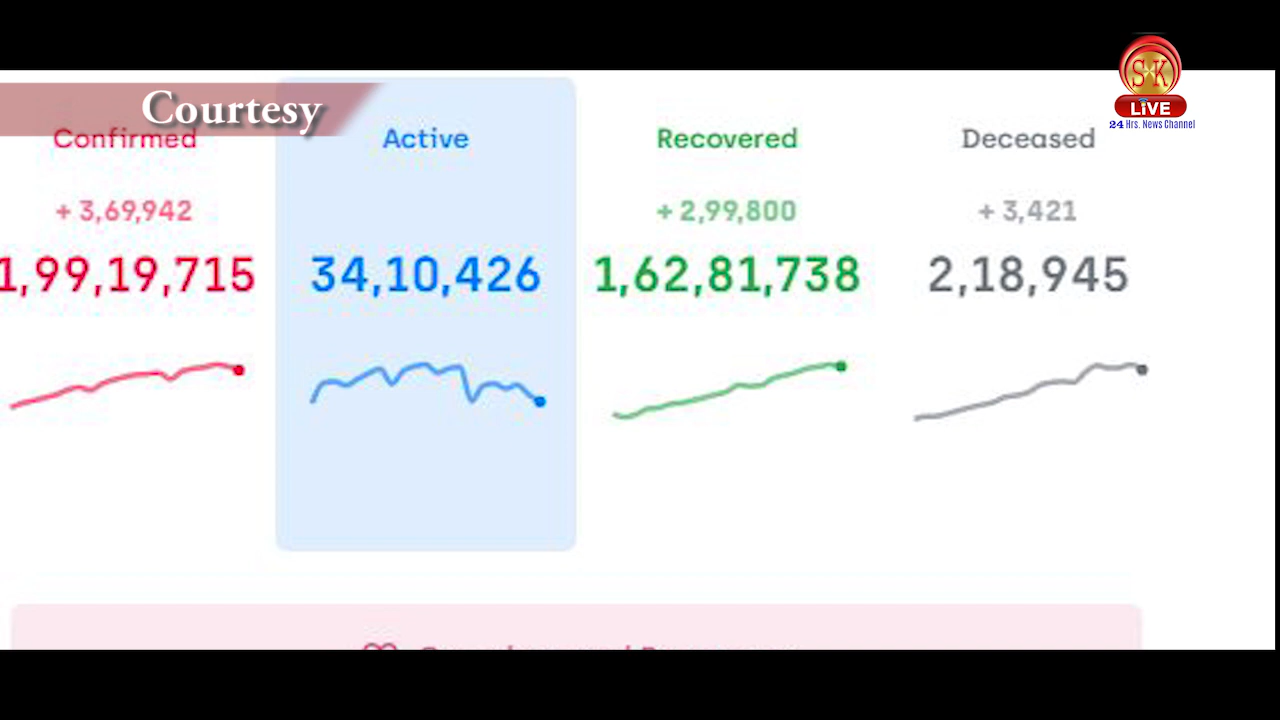 Courtesy
S K
LiVE
24 Hrs. News Channel
Confirmed Active Recovered Deceased
+ 3,69,942 + 2,99,800 + 3,421
1,99,19,715 34,10,426 1,62,81,738 2,18,945